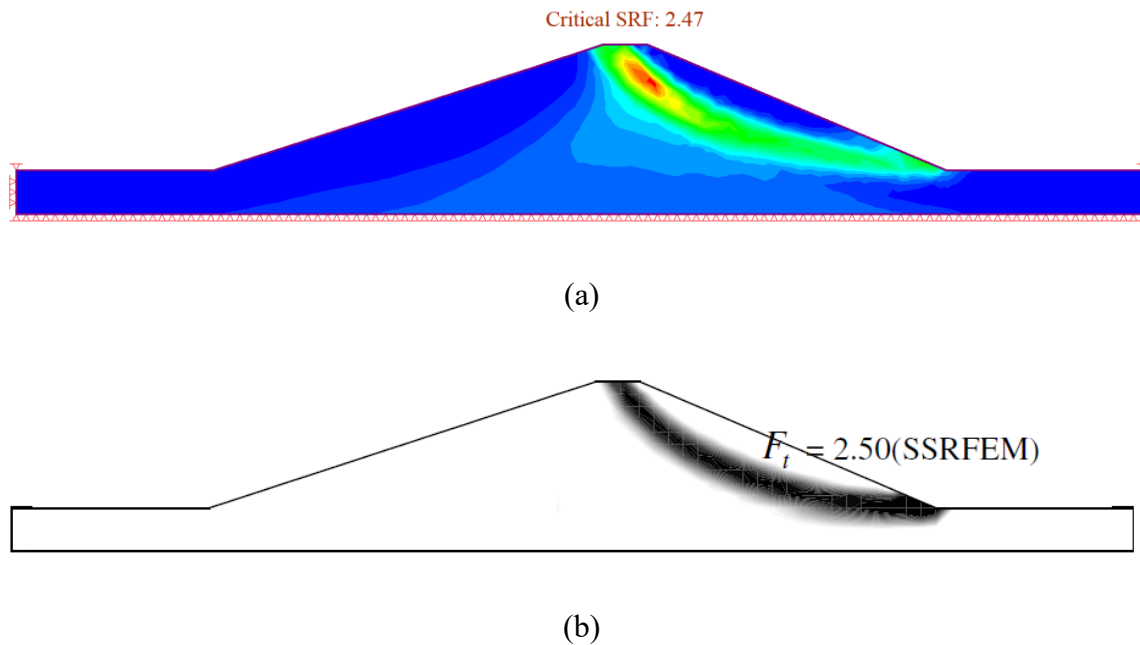 Critical SRF: 2.47
(a)
F_t = 2.50(SSRFEM)
(b)